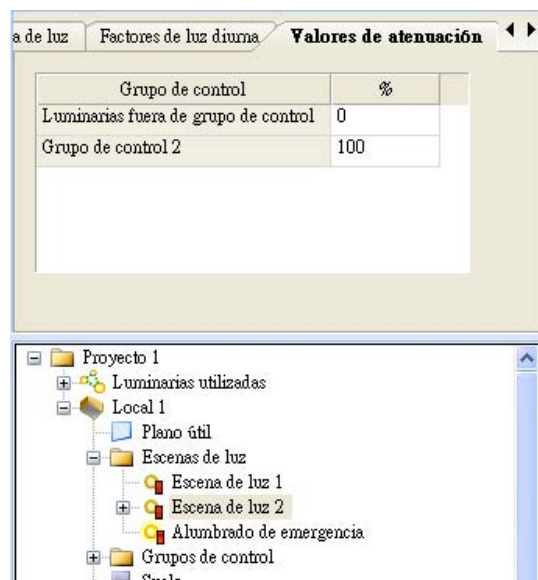 a de luz Factores de luz diurna Valores de atenuación
Grupo de control %
Luminarias fuera de grupo de control 0
Grupo de control 2 100
Proyecto 1
Luminarias utilizadas
Local 1
Plano útil
Escenas de luz
Escena de luz 1
Escena de luz 2
Alumbrado de emergencia
Grupos de control